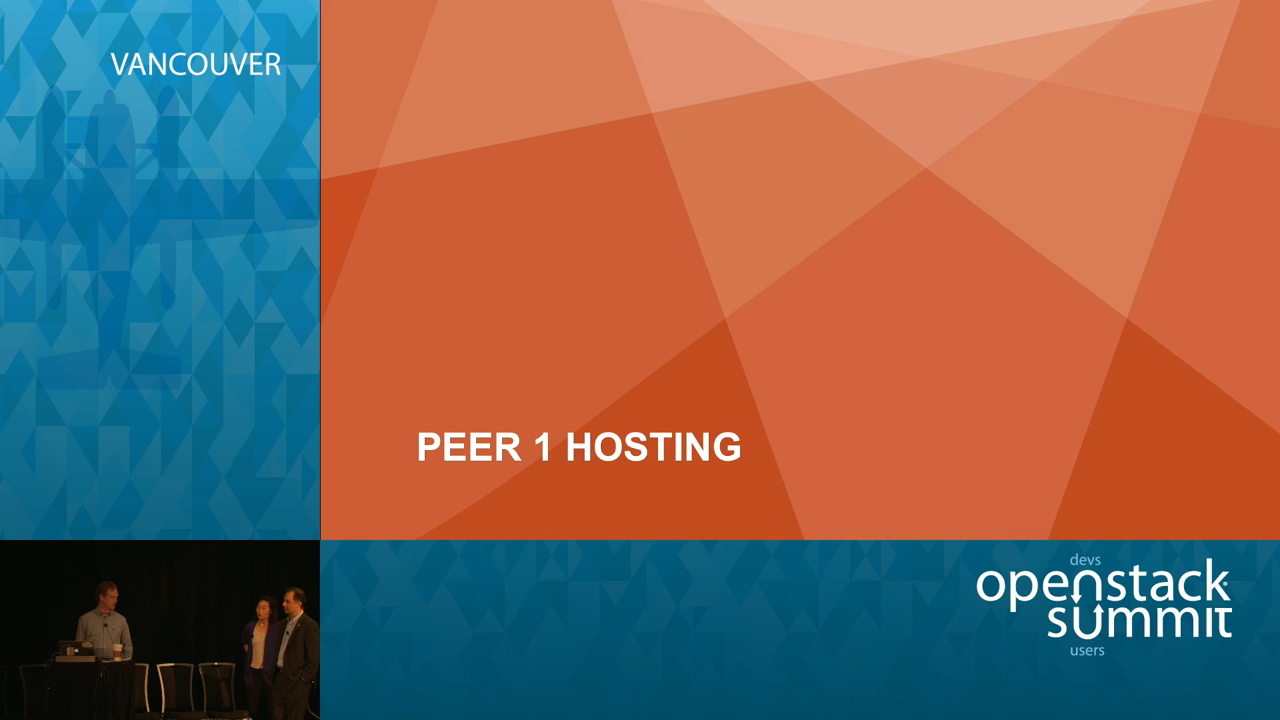 VANCOUVER
PEER 1 HOSTING
devs
openstack
summit
users